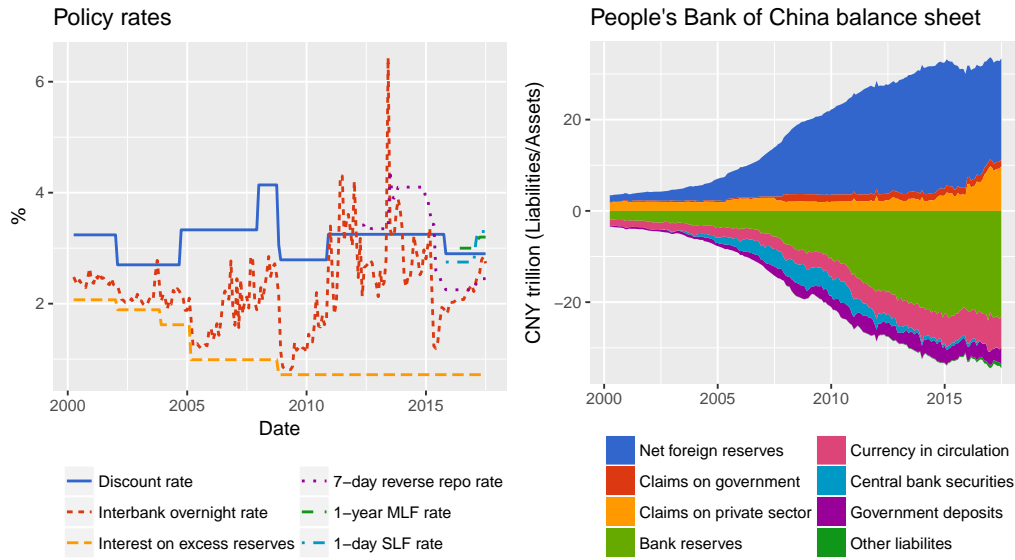 Policy rates
%
6
4
2
2000
2005
2010
2015
Date
Discount rate
Interbank overnight rate
Interest on excess reserves
7-day reverse repo rate
1-year MLF rate
1-day SLF rate
People's Bank of China balance sheet
CNY trillion (Liabilities/Assets)
20
0
−20
2000
2005
2010
2015
Net foreign reserves
Claims on government
Claims on private sector
Bank reserves
Currency in circulation
Central bank securities
Government deposits
Other liabilites